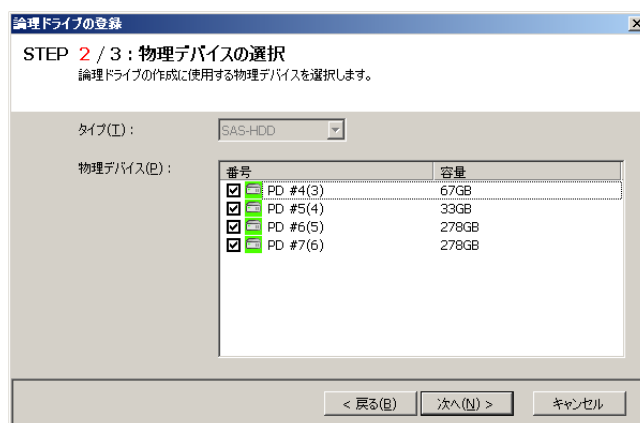 論理ドライブの登録
STEP 2 / 3 : 物理デバイスの選択
論理ドライブの作成に使用する物理デバイスを選択します。
タイプ(T) : SAS-HDD
物理デバイス(P) : 番号 容量
PD #4(3) 67GB
PD #5(4) 33GB
PD #6(5) 278GB
PD #7(6) 278GB
< 戻る(B) 次へ(N) > キャンセル